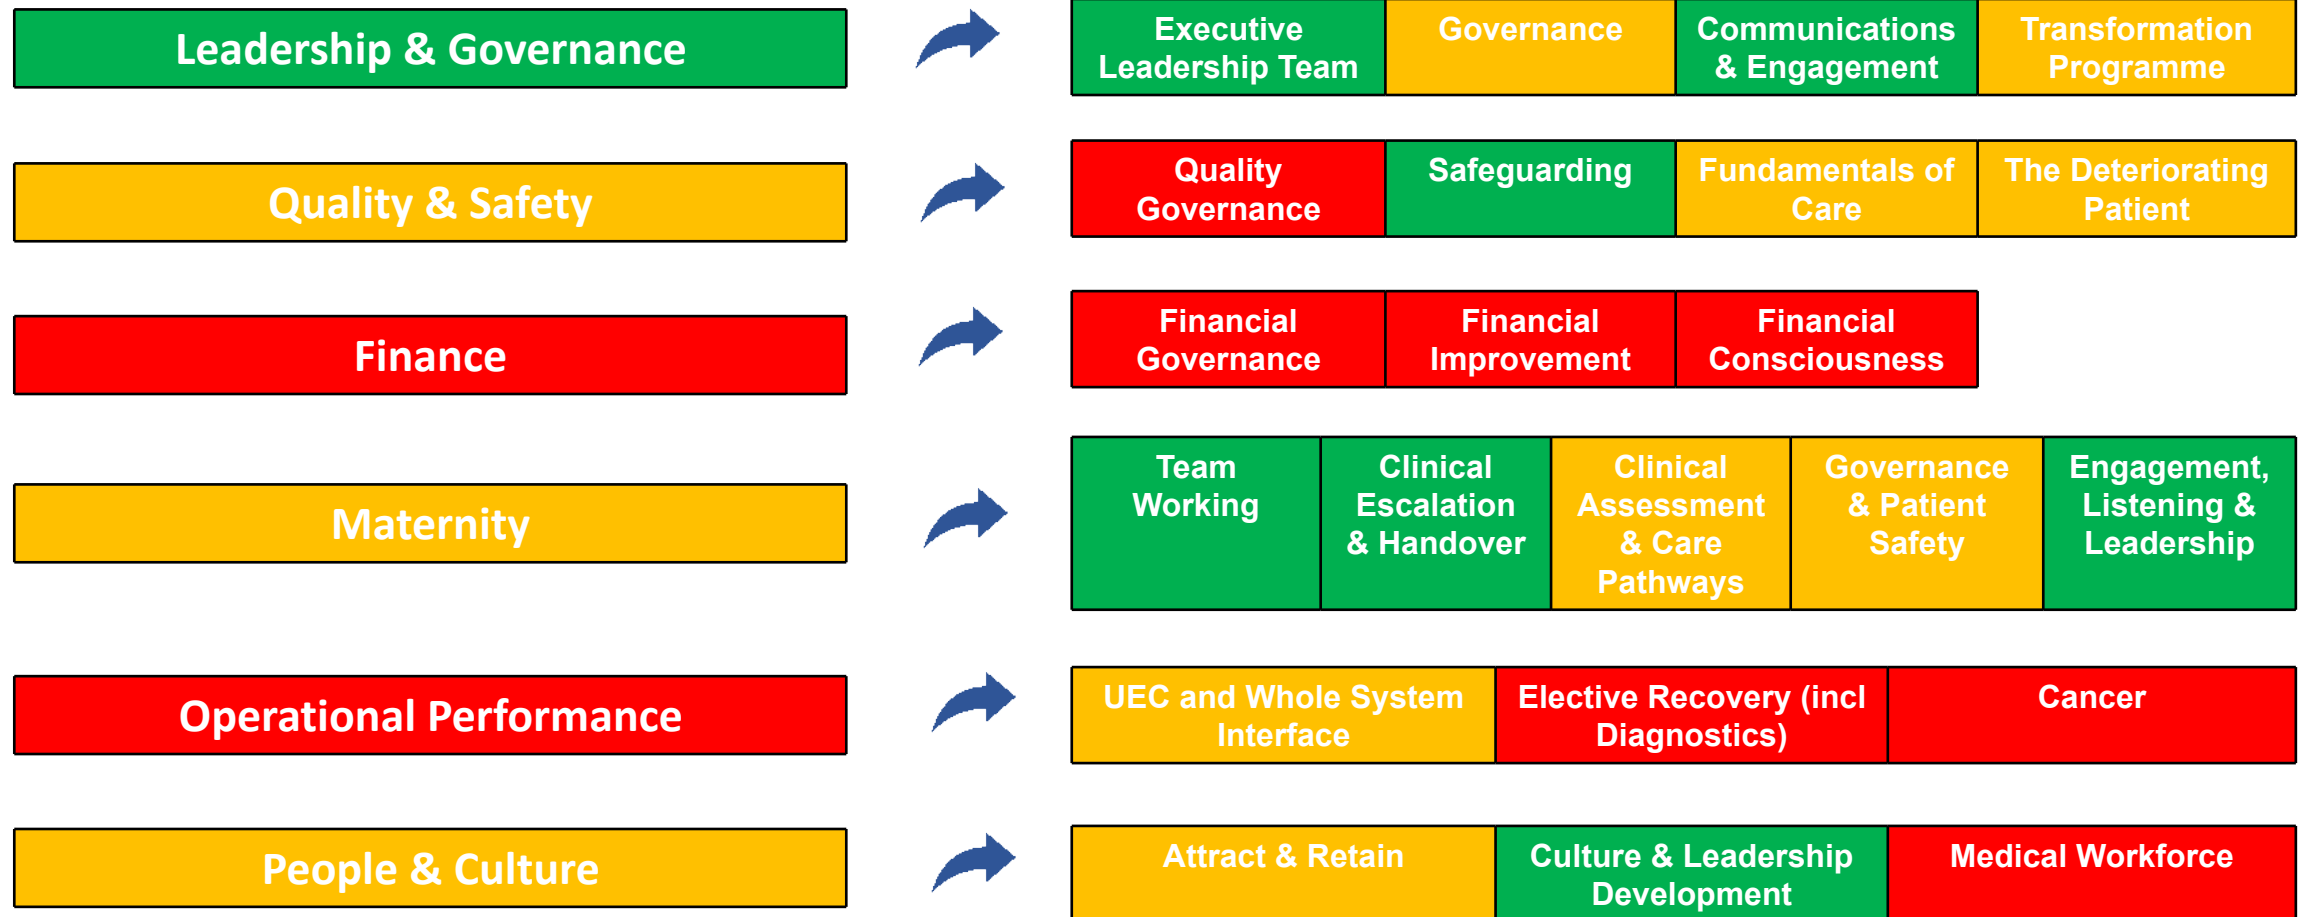 Leadership & Governance
Executive
Leadership Team
Governance
Communications
& Engagement
Transformation
Programme
Quality & Safety
Quality
Governance
Safeguarding
Fundamentals of
Care
The Deteriorating
Patient
Finance
Financial
Governance
Financial
Improvement
Financial
Consciousness
Maternity
Team
Working
Clinical
Escalation
& Handover
Clinical
Assessment
& Care
Pathways
Governance
& Patient
Safety
Engagement,
Listening &
Leadership
Operational Performance
UEC and Whole System
Interface
Elective Recovery (incl
Diagnostics)
Cancer
People & Culture
Attract & Retain
Culture & Leadership
Development
Medical Workforce